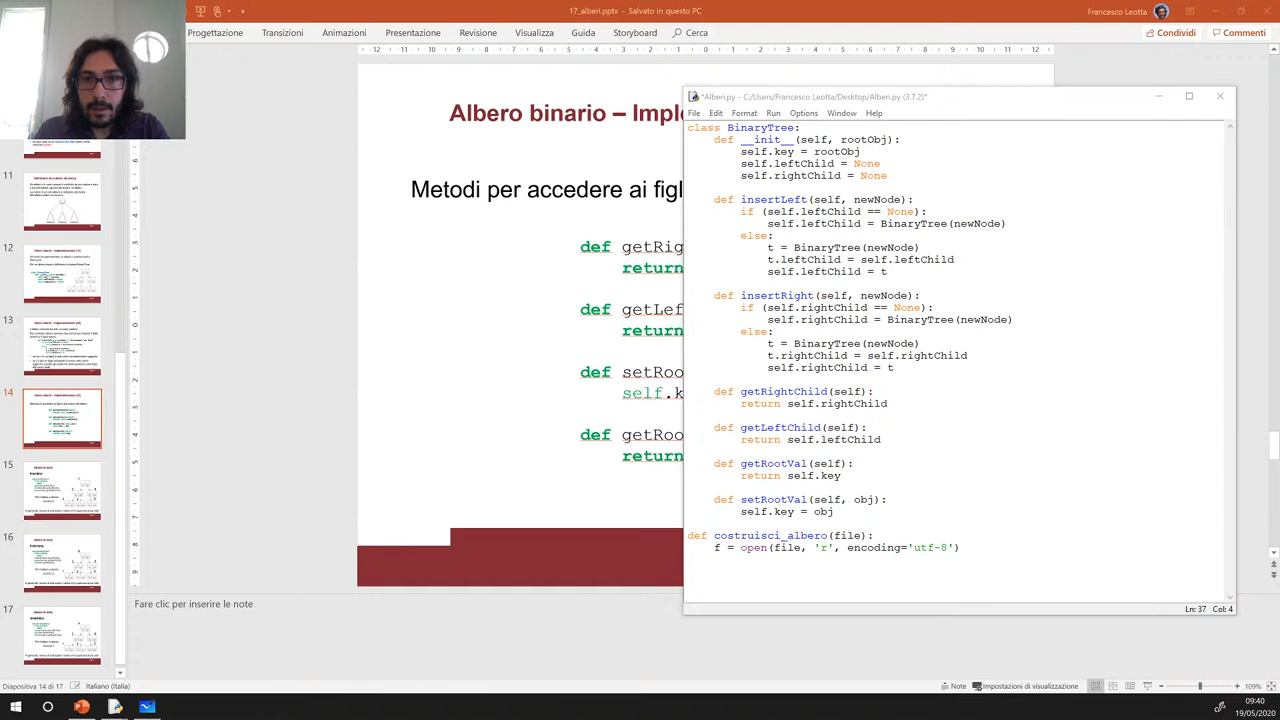 17_alberi.pptx - Salvato in questo PC
Francesco Leotta
Progettazione Transizioni Animazioni Presentazione Revisione Visualizza Guida Storyboard Cerca
Condividi Commenti
Albero binario – Impl
Metodi per accedere ai figl
def getRig
return
def getLef
return
def setRoo
self.k
def getRoo
return
*Alberi.py - C:/Users/Francesco Leotta/Desktop/Alberi.py (3.7.2)*
File Edit Format Run Options Window Help
class BinaryTree:
def __init__(self, rootObj):
self.key = rootObj
self.leftChild = None
self.rightChild = None
def insertLeft(self, newNode):
if (self.leftChild == None):
self.leftChild = BinaryTree(newNode)
else:
t = BinaryTree(newNode)
t.leftChild = self.leftChild
self.leftChild = t
def insertRight(self, newNode):
if (self.rightChild == None):
self.rightChild = BinaryTree(newNode)
else:
t = BinaryTree(newNode)
t.rightChild = self.rightChild
self.rightChild = t
def getRightChild(self):
return self.rightChild
def getLeftChild(self):
return self.leftChild
def getRootVal(self):
return self.key
def setRootVal(self, obj):
self.key = obj
def costruisci_albero(file):
f = open(file, 'r', encoding='utf-8')
Ln: 37 Col: 4
11
12
13
14
15
16
17
Fare clic per inserire le note
Diapositiva 14 di 17 Italiano (Italia)
Note Impostazioni di visualizzazione 109%
09:40
19/05/2020